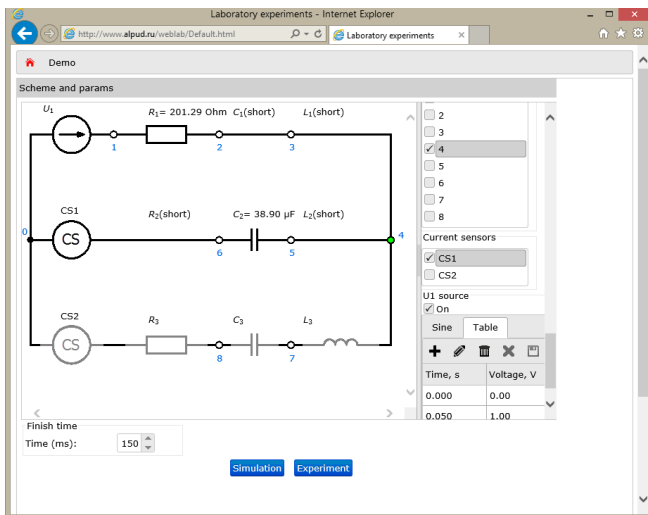 Laboratory experiments - Internet Explorer
http://www.alpud.ru/weblab/Default.html
Laboratory experiments
Demo
Scheme and params
U1
R1= 201.29 Ohm C1(short) L1(short)
1 2 3
CS1
R2(short) C2= 38.90 µF L2(short)
0
CS
4
6 5
CS2
R3 C3 L3
CS
8 7
2
3
4
5
6
7
8
Current sensors
CS1
CS2
U1 source
On
Sine Table
Time, s Voltage, V
0.000 0.00
0.050 1.00
Finish time
Time (ms): 150
Simulation Experiment